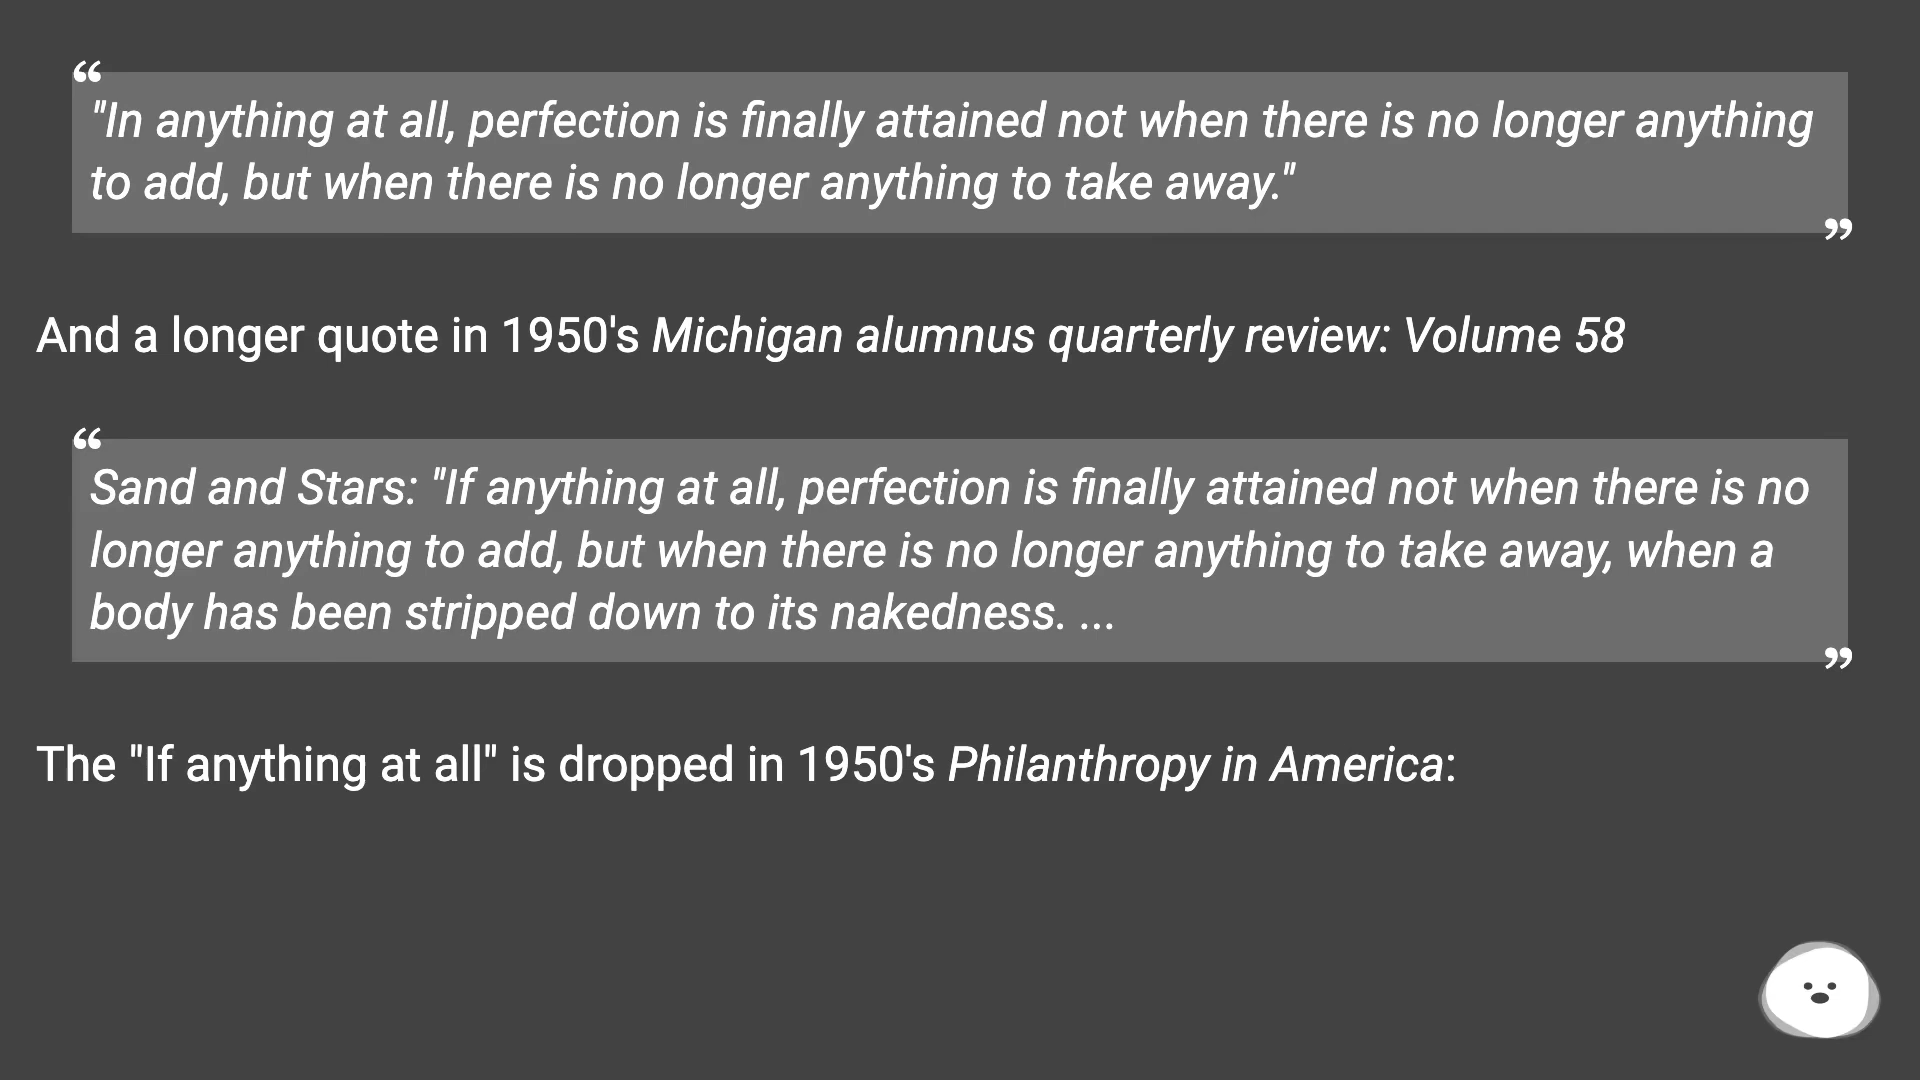 “
"In anything at all, perfection is finally attained not when there is no longer anything
to add, but when there is no longer anything to take away."
”
And a longer quote in 1950's Michigan alumnus quarterly review: Volume 58
“
Sand and Stars: "If anything at all, perfection is finally attained not when there is no
longer anything to add, but when there is no longer anything to take away, when a
body has been stripped down to its nakedness. ...
”
The "If anything at all" is dropped in 1950's Philanthropy in America: